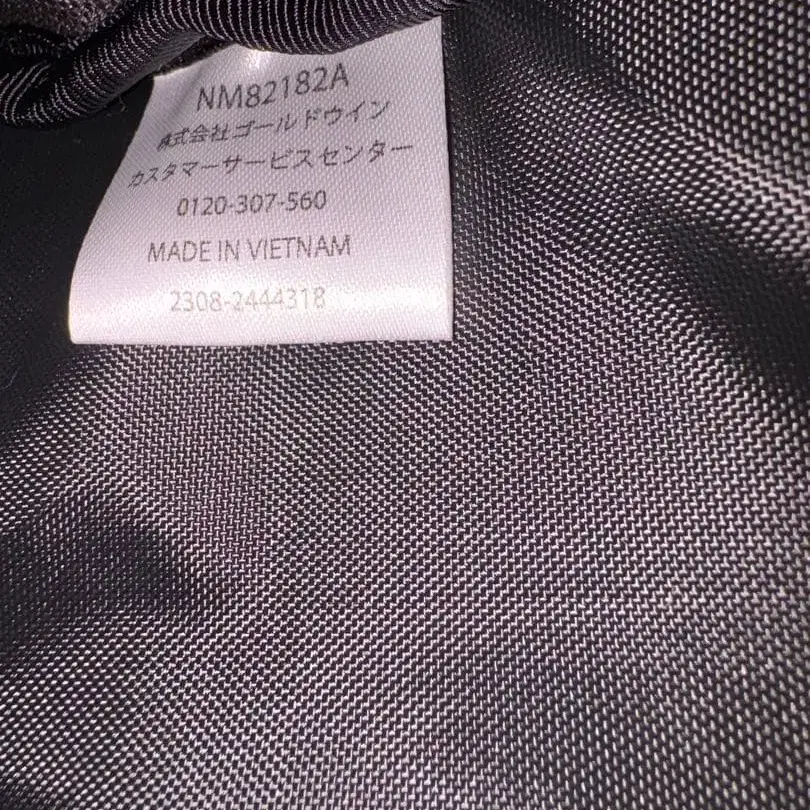 NM82182A
株式会社ゴールドウイン
カスタマーサービスセンター
0120-307-560
MADE IN VIETNAM
2308-2444318